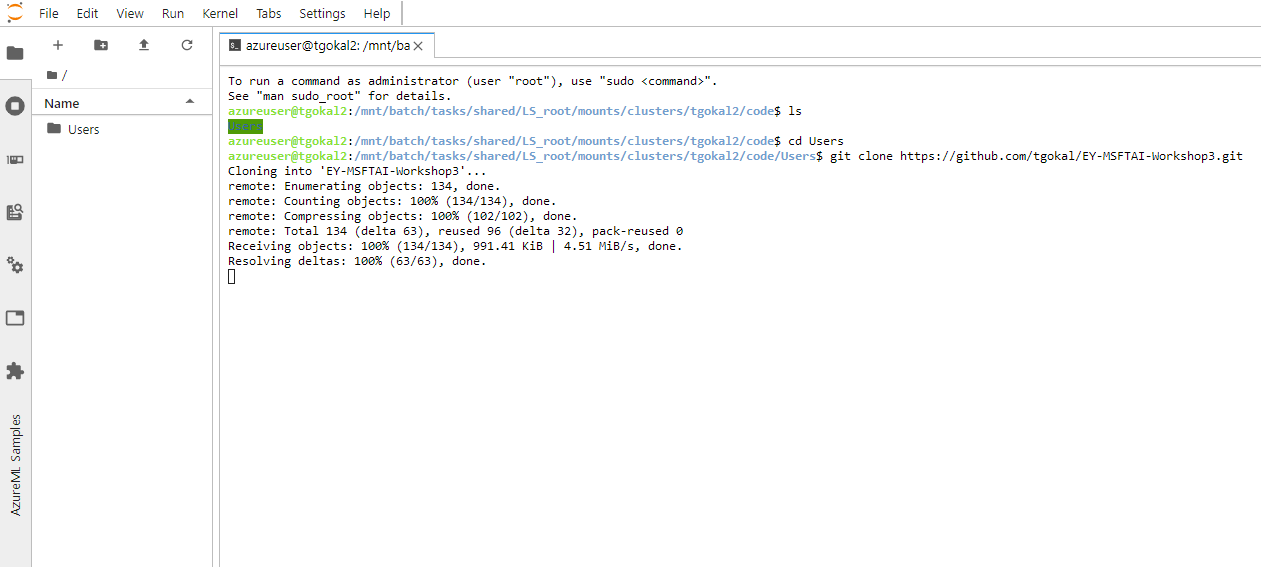 File Edit View Run Kernel Tabs Settings Help
azureuser@tgokal2: /mnt/ba
/
Name
Users
AzureML Samples
To run a command as administrator (user "root"), use "sudo <command>".
See "man sudo_root" for details.
azureuser@tgokal2:/mnt/batch/tasks/shared/LS_root/mounts/clusters/tgokal2/code$ ls
Users
azureuser@tgokal2:/mnt/batch/tasks/shared/LS_root/mounts/clusters/tgokal2/code$ cd Users
azureuser@tgokal2:/mnt/batch/tasks/shared/LS_root/mounts/clusters/tgokal2/code/Users$ git clone https://github.com/tgokal/EY-MSFTAI-Workshop3.git
Cloning into 'EY-MSFTAI-Workshop3'...
remote: Enumerating objects: 134, done.
remote: Counting objects: 100% (134/134), done.
remote: Compressing objects: 100% (102/102), done.
remote: Total 134 (delta 63), reused 96 (delta 32), pack-reused 0
Receiving objects: 100% (134/134), 991.41 KiB | 4.51 MiB/s, done.
Resolving deltas: 100% (63/63), done.